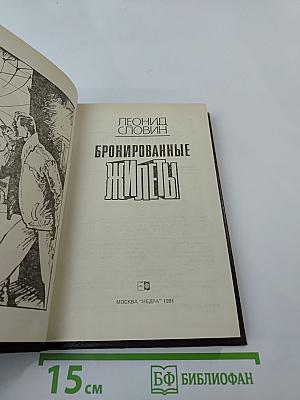 ЛЕОНИД
СЛОВИН
БРОНИРОВАННЫЕ
ЖИЛЕТЫ
МОСКВА "НЕДРА" 1991
15 см
БФ БИБЛИОФАН